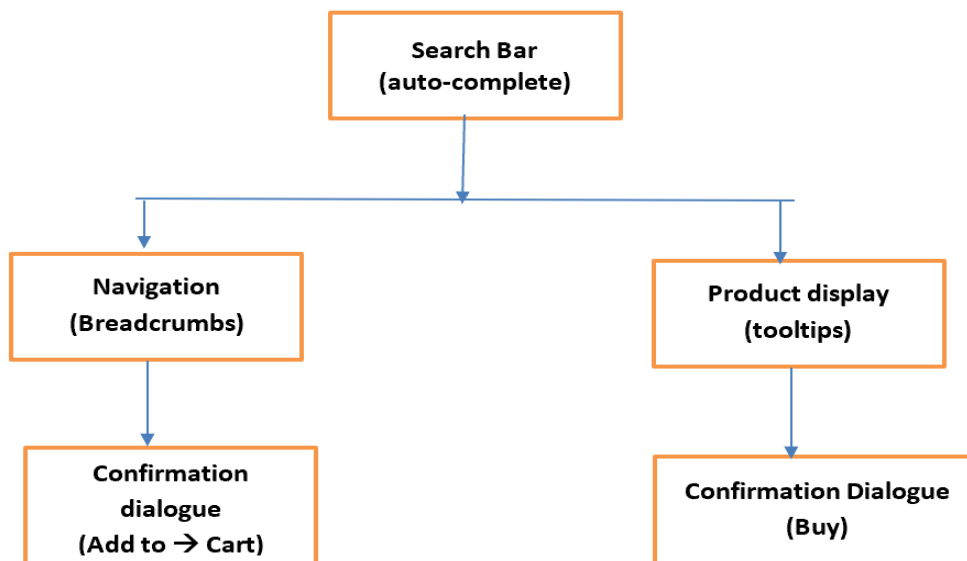 Search Bar
(auto-complete)
Navigation
(Breadcrumbs)
Product display
(tooltips)
Confirmation
dialogue
(Add to → Cart)
Confirmation Dialogue
(Buy)